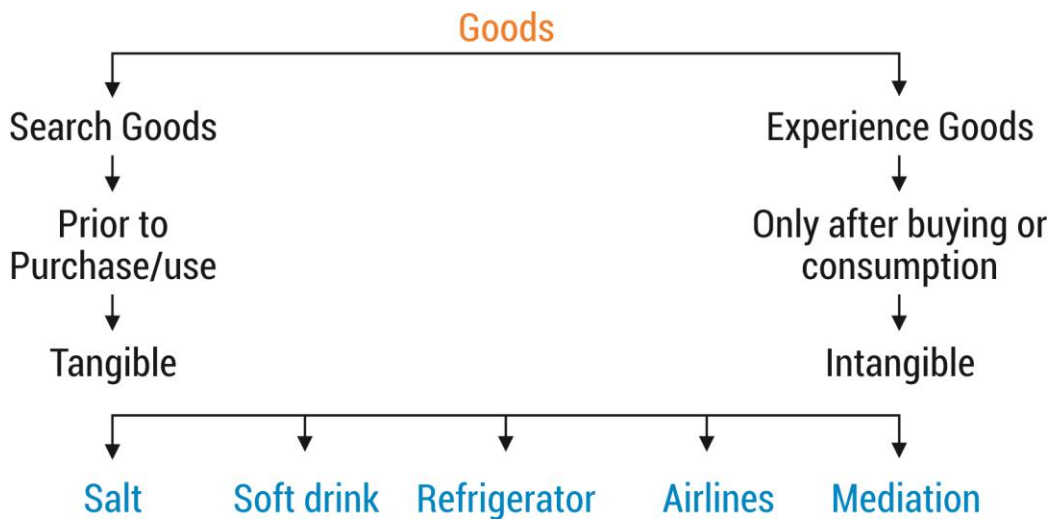 Goods
Search Goods
Experience Goods
Prior to
Purchase/use
Only after buying or
consumption
Tangible
Intangible
Salt
Soft drink
Refrigerator
Airlines
Mediation